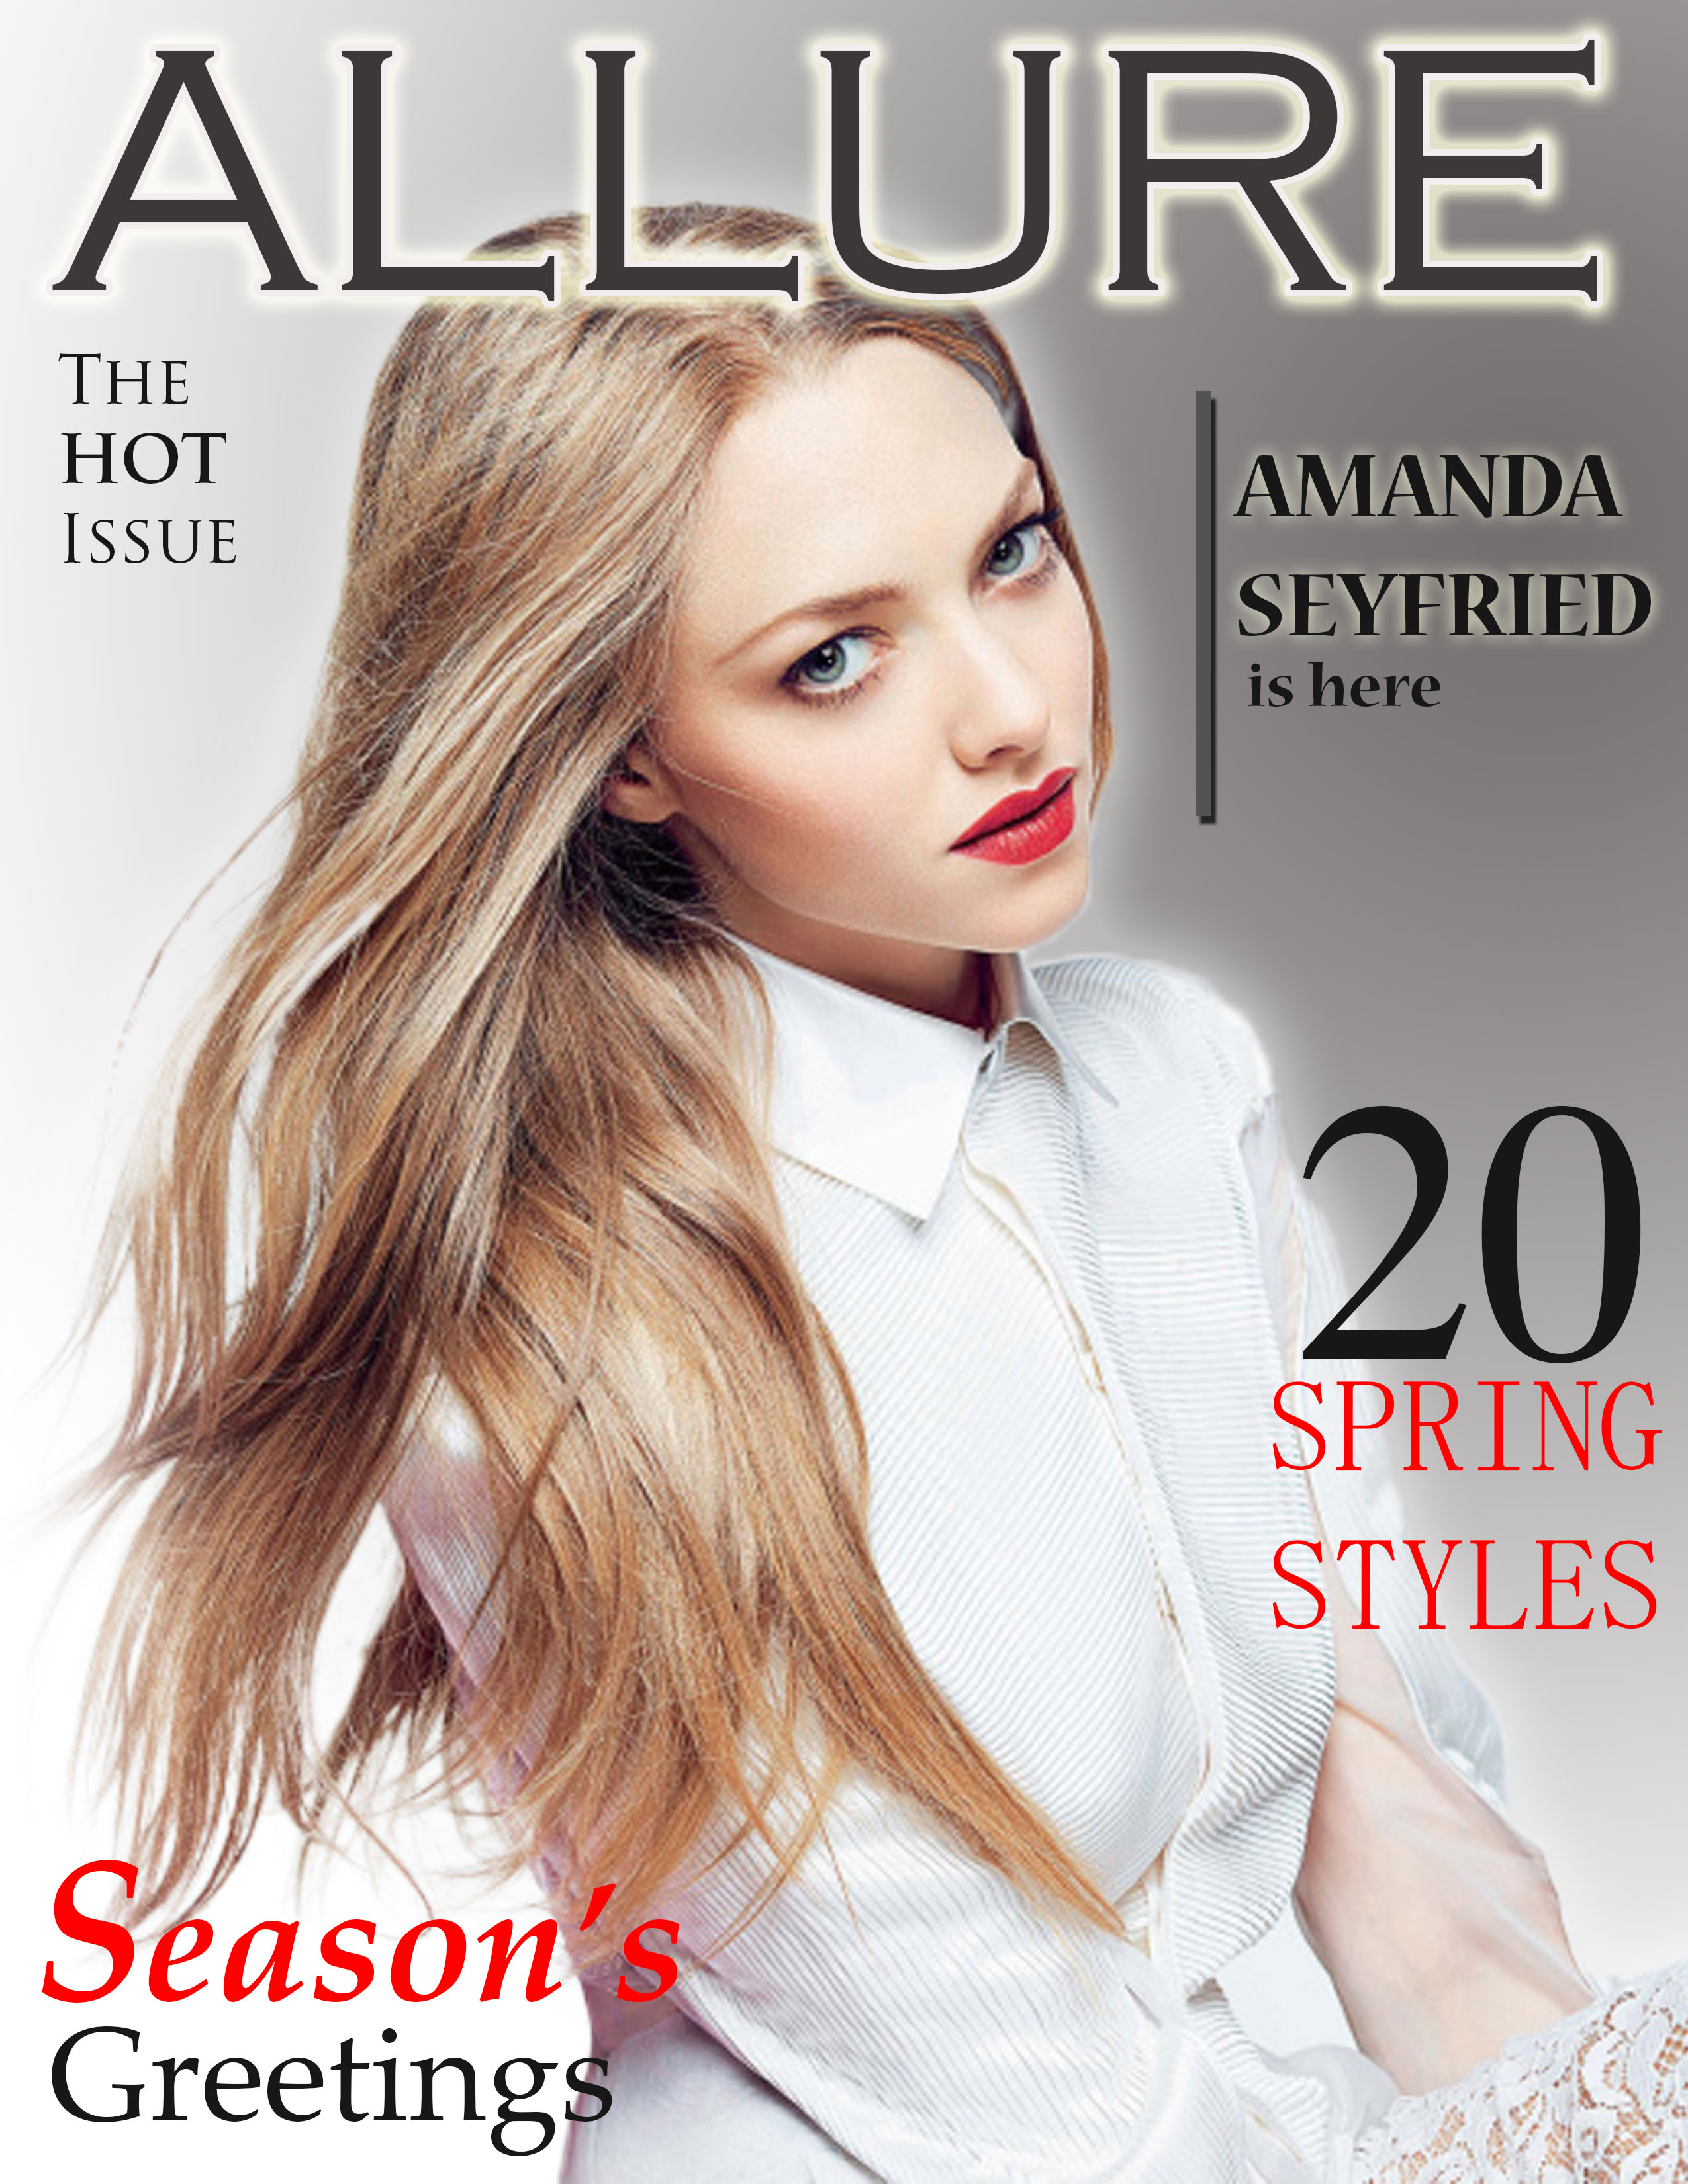 ALLURE
THE
HOT
ISSUE
AMANDA
SEYFRIED
is here
20
SPRING
STYLES
Season's
Greetings